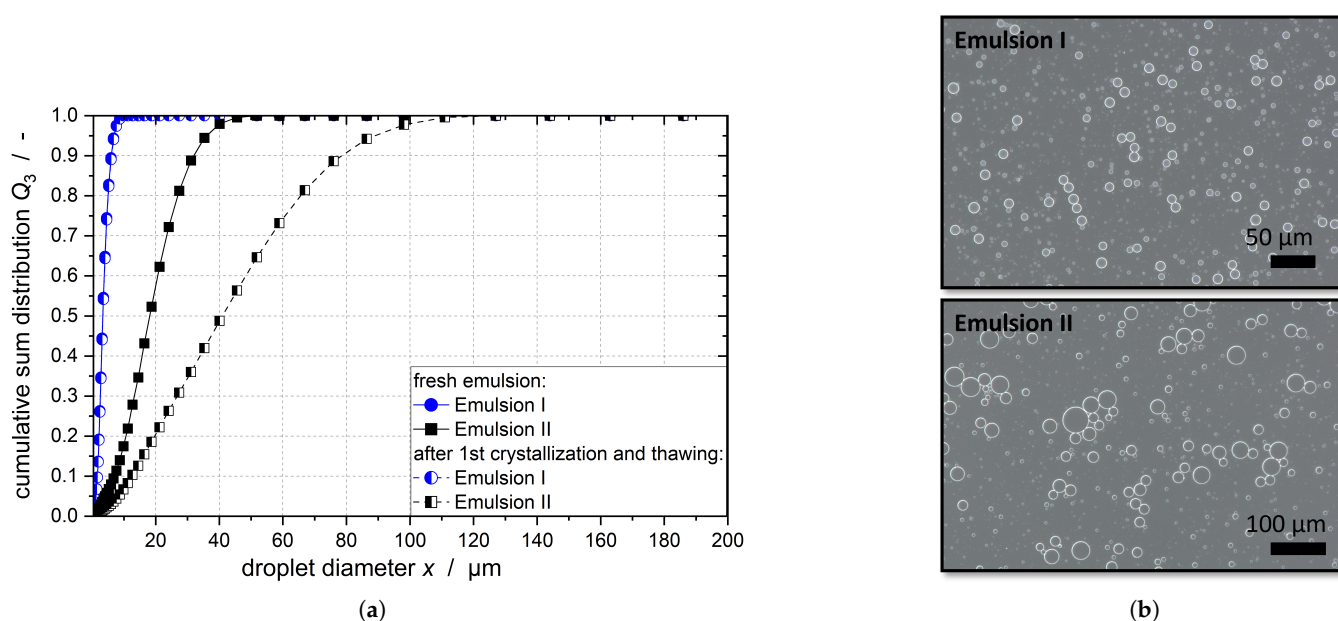 1.0
0.9
0.8
0.7
0.6
0.5
0.4
0.3
0.2
0.1
0.0
cumulative sum distribution Q3 / -
20 40 60 80 100 120 140 160 180 200
droplet diameter x / µm
fresh emulsion:
Emulsion I
Emulsion II
after 1st crystallization and thawing:
Emulsion I
Emulsion II
(a)
Emulsion I
50 µm
Emulsion II
100 µm
(b)